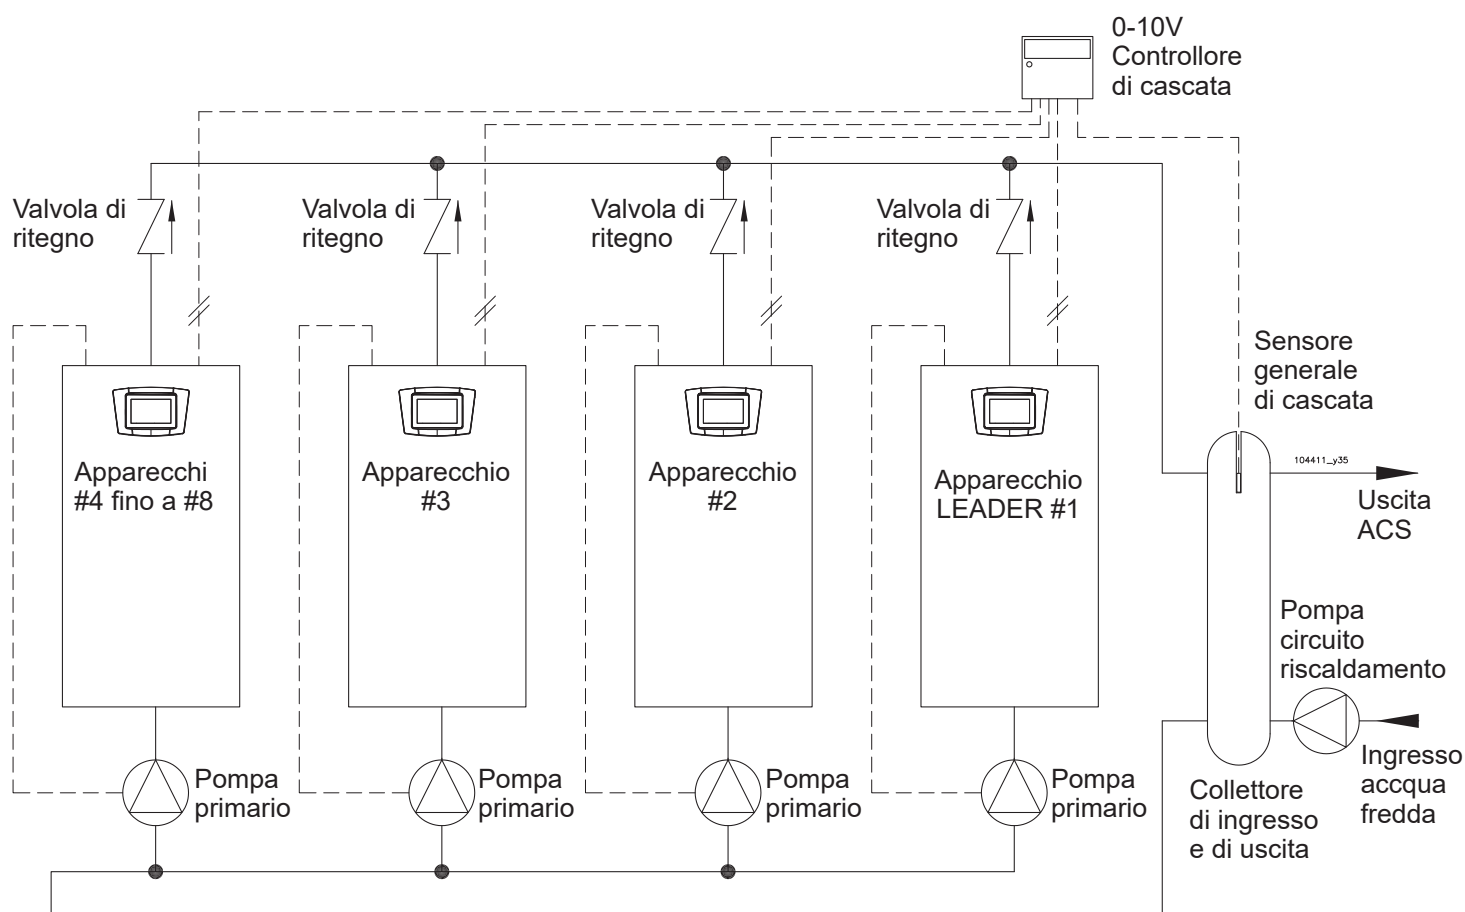 0-10V
Controllore
di cascata
Valvola di
ritegno
Valvola di
ritegno
Valvola di
ritegno
Valvola di
ritegno
Sensore
generale
di cascata
Apparecchi
#4 fino a #8
Apparecchio
#3
Apparecchio
#2
Apparecchio
LEADER #1
104411_y35
Uscita
ACS
Pompa
circuito
riscaldamento
Pompa
primario
Pompa
primario
Pompa
primario
Pompa
primario
Collettore
di ingresso
e di uscita
Ingresso
accqua
fredda